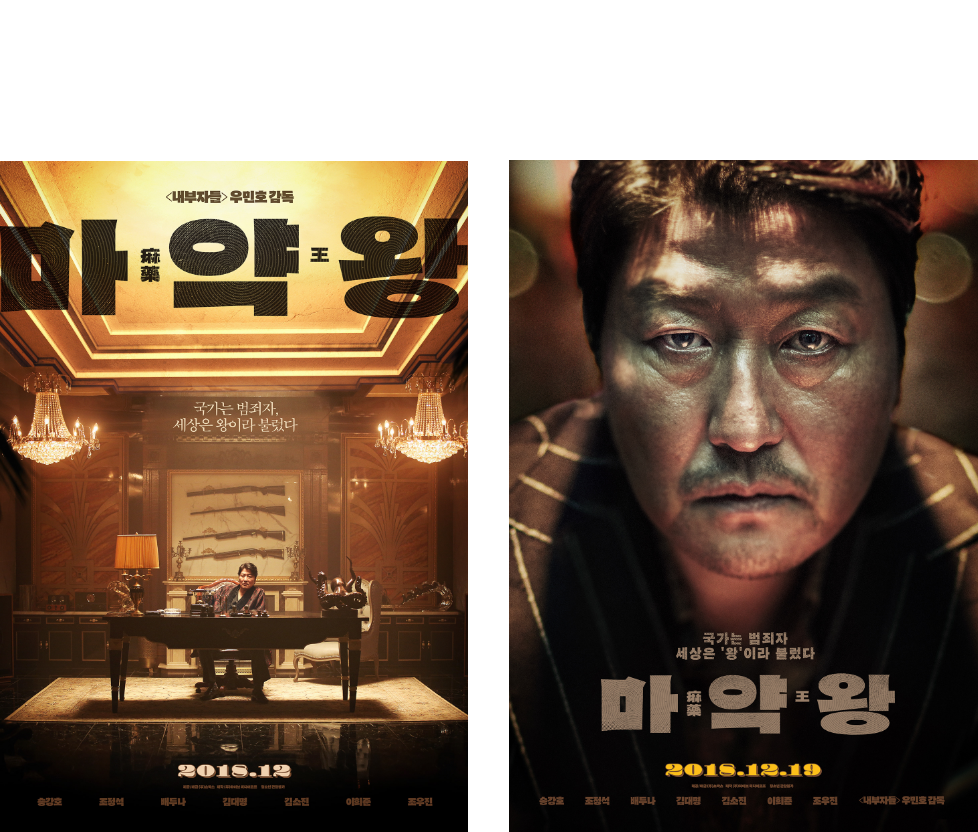 <내부자들> 우민호 감독
마麻藥약王왕
국가는 범죄자,
세상은 왕이라 불렀다
2018.12
송강호 조정석 배두나 김대명 김소진 이희준 조우진
국가는 범죄자
세상은 '왕'이라 불렀다
마麻藥약王왕
2018.12.19
송강호 조정석 배두나 김대명 김소진 이희준 조우진 <내부자들> 우민호 감독